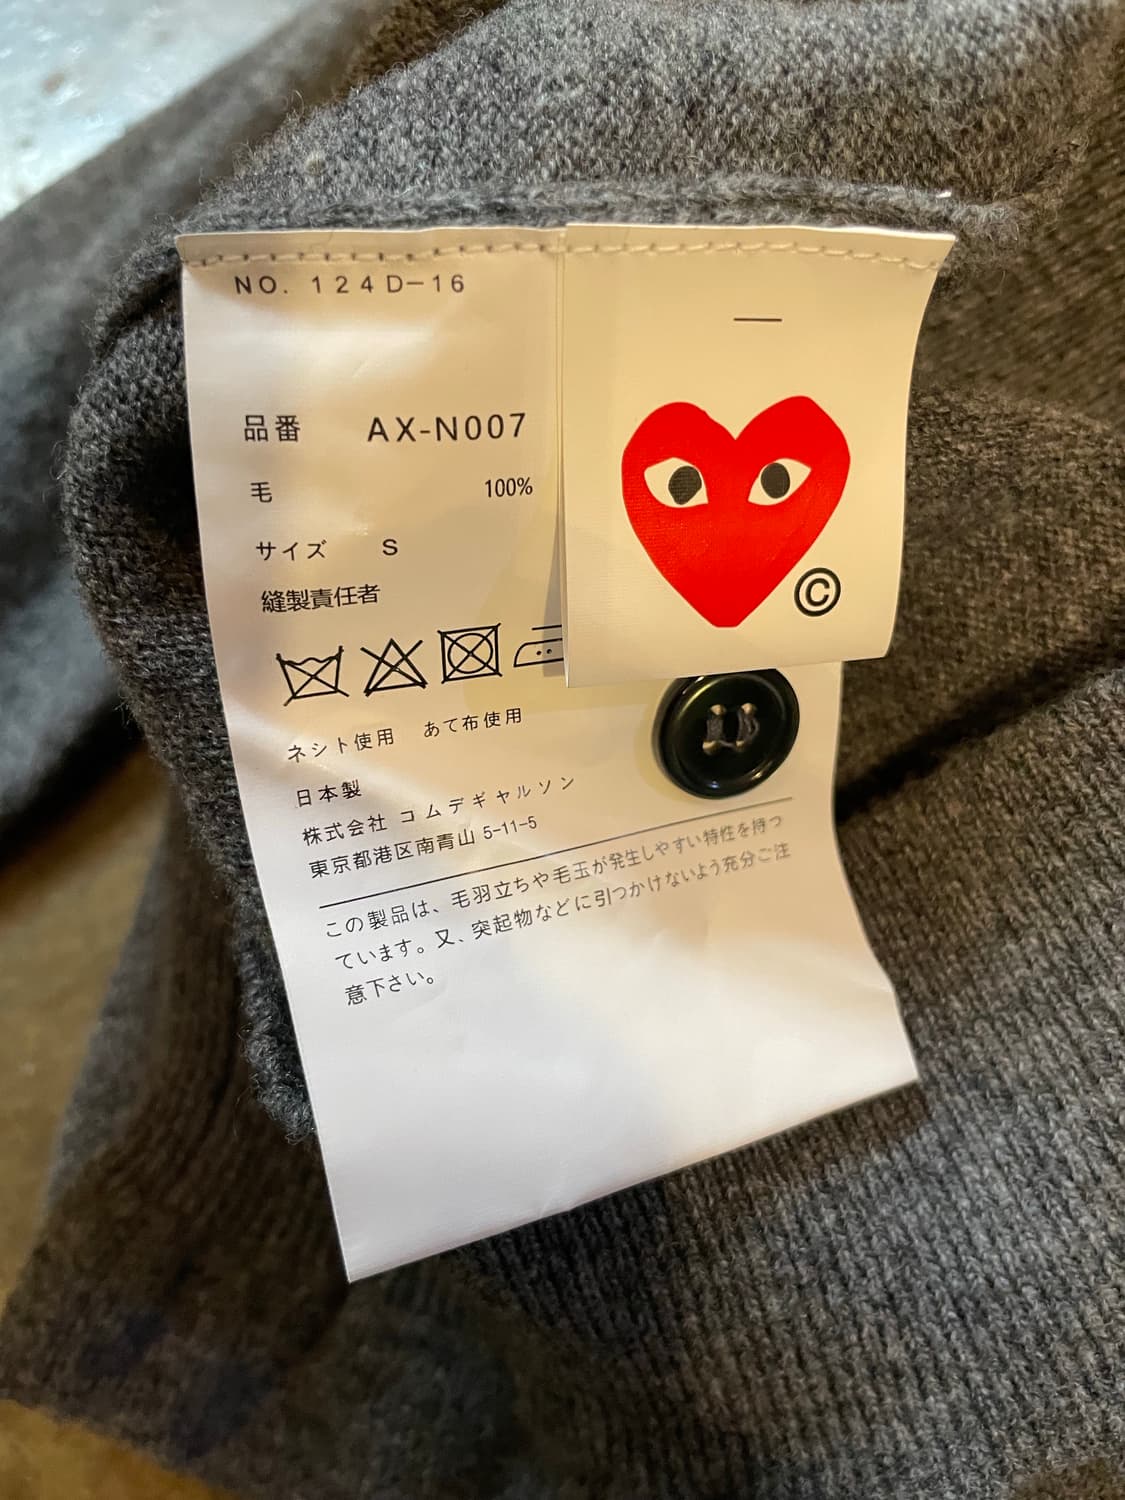 NO. 124D-16
品番 AX-N007
毛 100%
サイズ S
縫製責任者
ネシト使用 あて布使用
日本製
株式会社 コムデギャルソン
東京都港区南青山 5-11-5
この製品は、毛羽立ちや毛玉が発生しやすい特性を持つ
ています。又、突起物などに引つかけないよう充分ご注
意下さい。
©